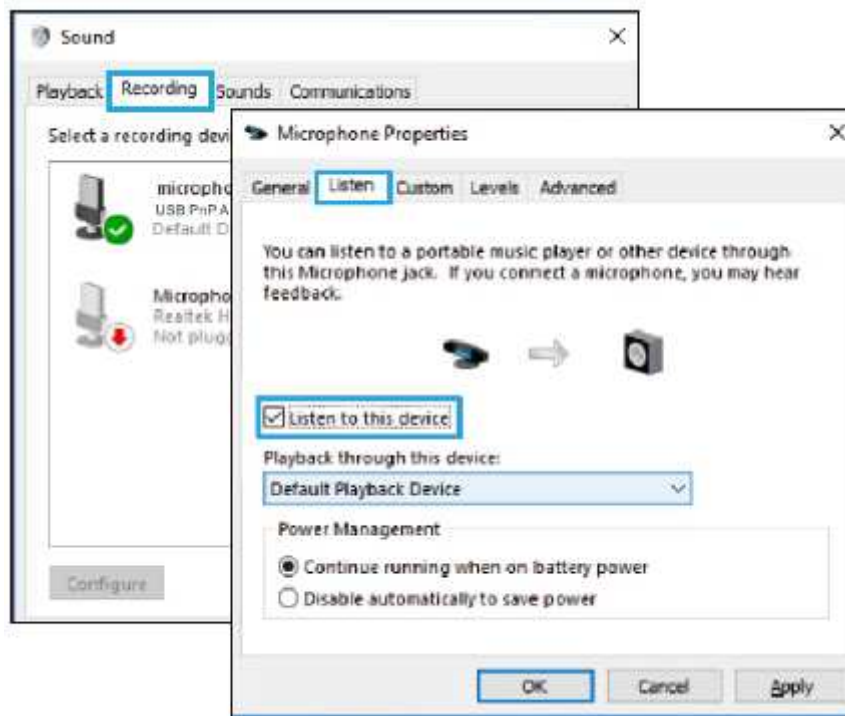 Sound
Playback Recording Sounds Communications
Select a recording devi
micropho
USB PnP A
Default D
Micropho
Realtek H
Not plugg
Configure
Microphone Properties
General Listen Custom Levels Advanced
You can listen to a portable music player or other device through
this Microphone jack. If you connect a microphone, you may hear
feedback.
Listen to this device
Playback through this device:
Default Playback Device
Power Management
Continue running when on battery power
Disable automatically to save power
OK Cancel Apply